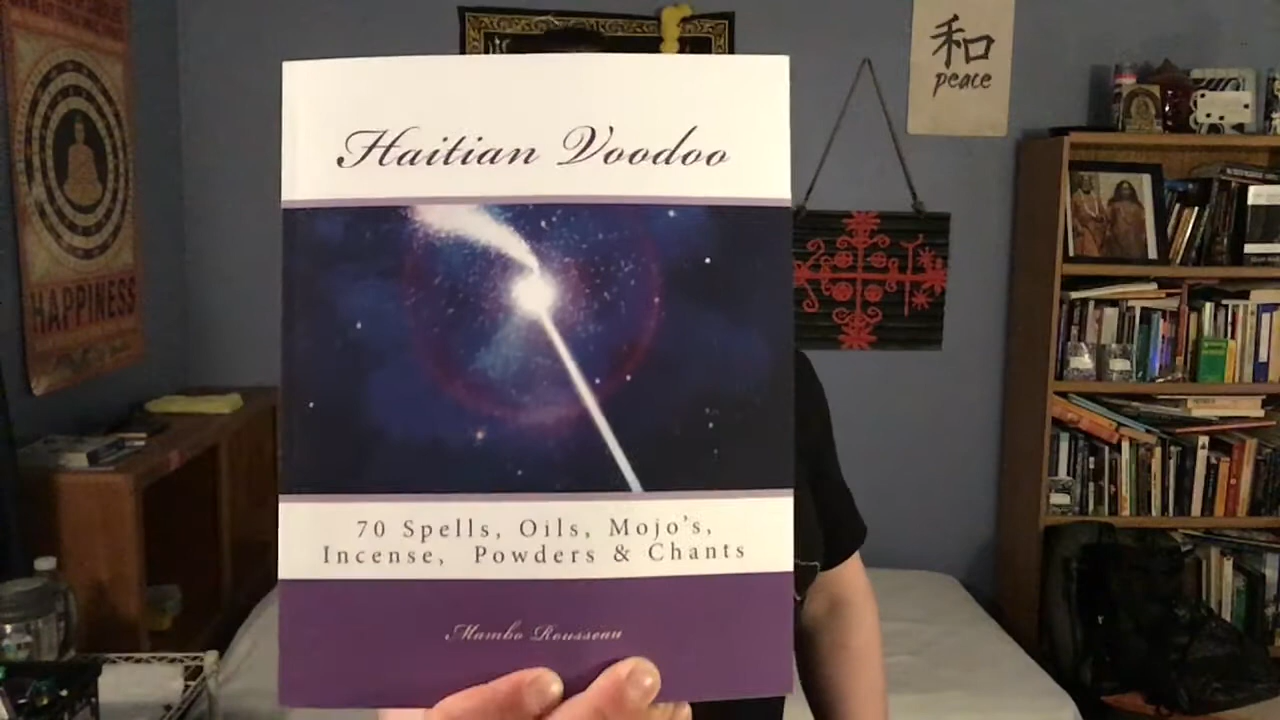 Haitian Voodoo
70 Spells, Oils, Mojo's,
Incense, Powders & Chants
Mambo Rousseau
HAPPINESS
和
peace